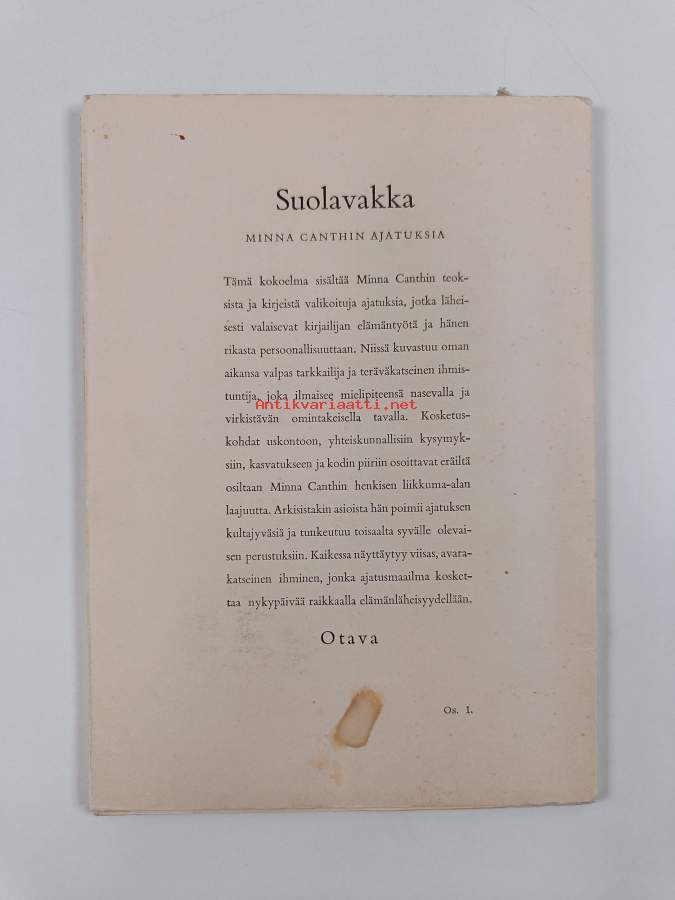 Suolavakka
MINNA CANTHIN AJATUKSIA
Tämä kokoelma sisältää Minna Canthin teok-
sista ja kirjeistä valikoituja ajatuksia, jotka lähei-
sesti valaisevat kirjailijan elämäntyötä ja hänen
rikasta persoonallisuuttaan. Niissä kuvastuu oman
aikansa valpas tarkkailija ja teräväkatseinen ihmis-
tuntija, joka ilmaisee mielipiteensä nasevalla ja
Antikvariaatti.net
virkistävän omintakeisella tavalla. Kosketus-
kohdat uskontoon, yhteiskunnallisiin kysymyk-
siin, kasvatukseen ja kodin piiriin osoittavat eräiltä
osiltaan Minna Canthin henkisen liikkuma-alan
laajuutta. Arkisistakin asioista hän poimii ajatuksen
kultajyväsiä ja tunkeutuu toisaalta syvälle olevai-
sen perustuksiin. Kaikessa näyttäytyy viisas, avara-
katseinen ihminen, jonka ajatusmaailma kosket-
taa nykypäivää raikkaalla elämänläheisyydellään.
Otava
Os. 1.